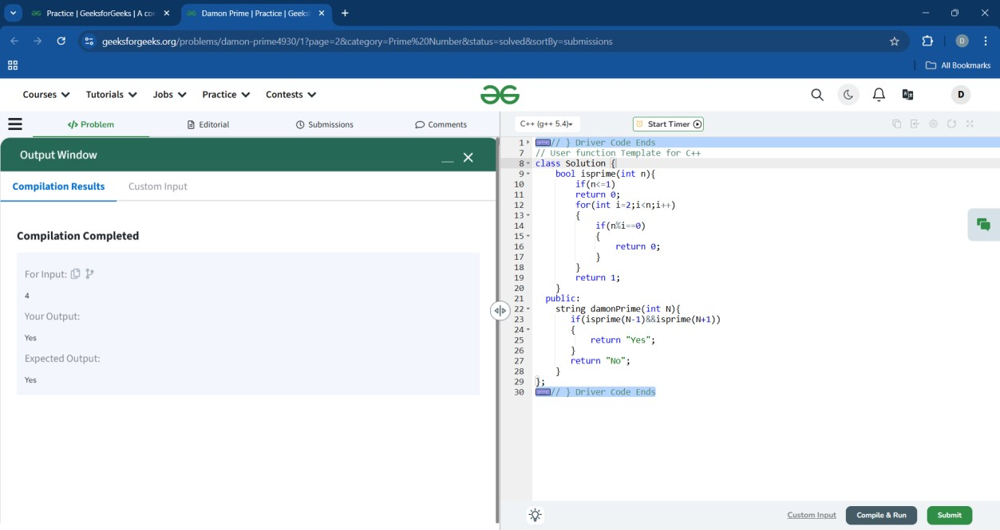 Practice | GeeksforGeeks | A cor
Damon Prime | Practice | Geeks
geeksforgeeks.org/problems/damon-prime4930/1?page=2&category=Prime%20Number&status=solved&sortBy=submissions
D
All Bookmarks
Courses Tutorials Jobs Practice Contests
D
</> Problem Editorial Submissions Comments
Output Window
Compilation Results Custom Input
Compilation Completed
For Input:
4
Your Output:
Yes
Expected Output:
Yes
C++ (g++ 5.4) Start Timer
1 // } Driver Code Ends
7 // User function Template for C++
8 class Solution {
9 bool isprime(int n){
10 if(n<=1)
11 return 0;
12 for(int i=2;i<n;i++)
13 {
14 if(n%i==0)
15 {
16 return 0;
17 }
18 }
19 return 1;
20 }
21 public:
22 string damonPrime(int N){
23 if(isprime(N-1)&&isprime(N+1))
24 {
25 return "Yes";
26 }
27 return "No";
28 }
29 };
30 // } Driver Code Ends
Custom Input Compile & Run Submit